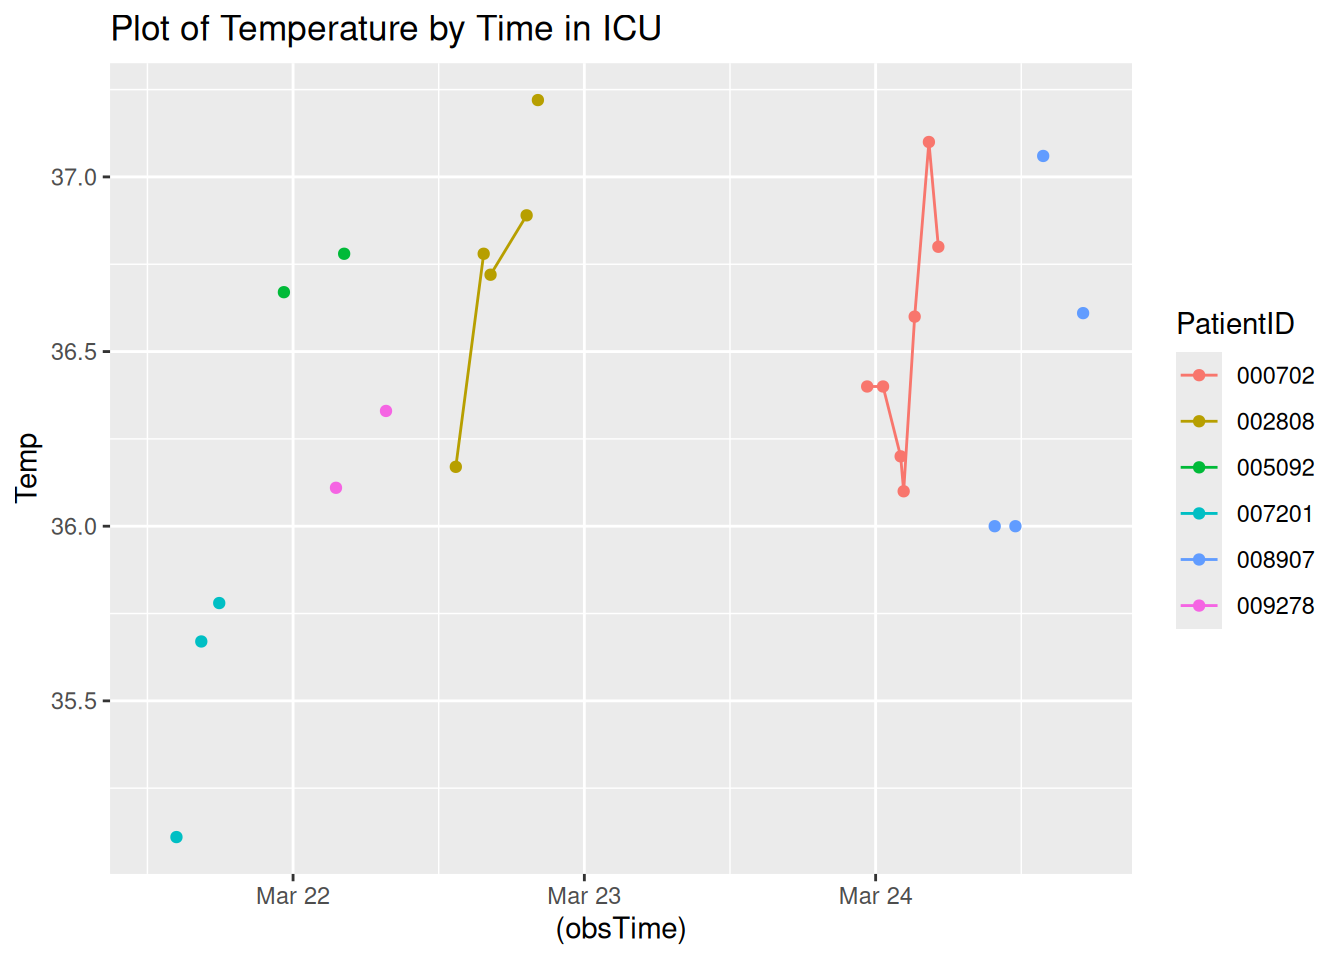 Plot of Temperature by Time in ICU
Temp
37.0
36.5
36.0
35.5
Mar 22 Mar 23 Mar 24
(obsTime)
PatientID
000702
002808
005092
007201
008907
009278